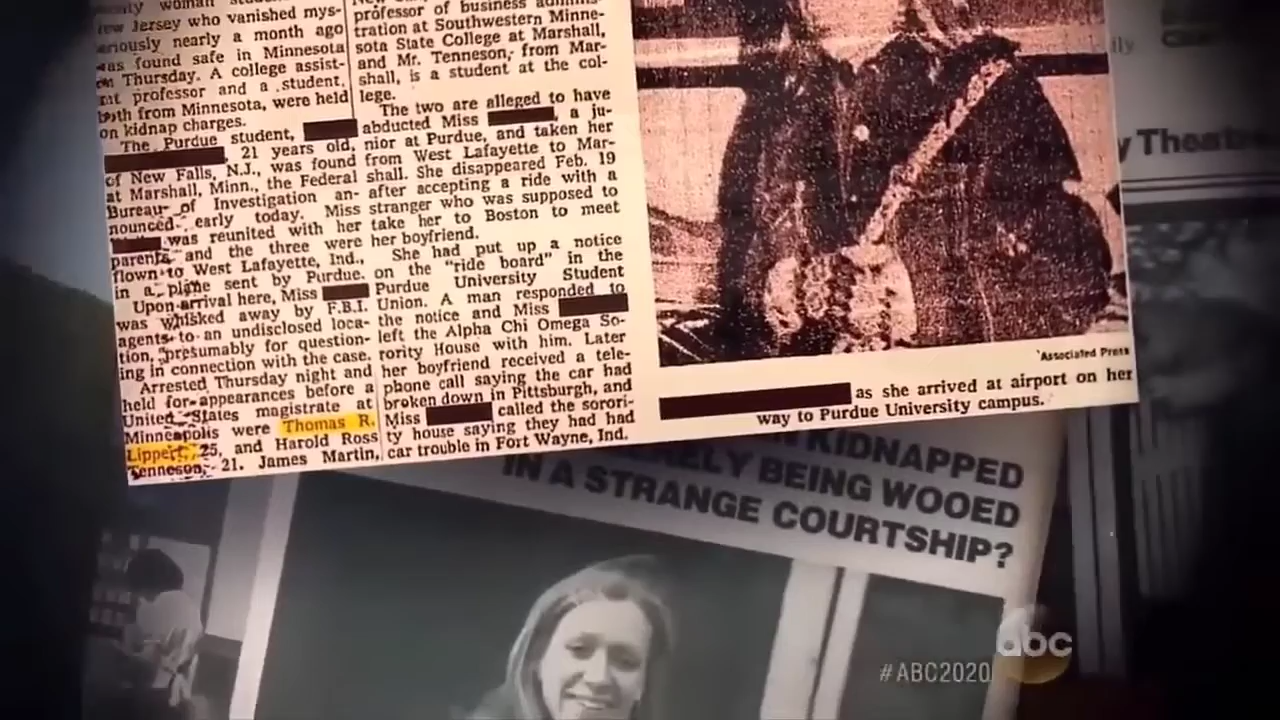 woman
Jersey who vanished mys-
eriously nearly a month ago
was found safe in Minnesota
on Thursday. A college assist-
ant professor and a student,
both from Minnesota, were held
on kidnap charges.
The Purdue student,
, 21 years old,
of New Falls, N.J., was found
at Marshall, Minn., the Federal
Bureau of Investigation an-
nounced early today. Miss
was reunited with her
parents and the three were
flown to West Lafayette, Ind.,
in a plane sent by Purdue.
Upon arrival here, Miss
was whisked away by F.B.I.
agents to an undisclosed loca-
tion, presumably for question-
ing in connection with the case.
Arrested Thursday night and
held for appearances before a
United States magistrate at
Minneapolis were Thomas R.
Lippert, 25, and Harold Ross
Tenneson, 21. James Martin,
professor of business adminis-
tration at Southwestern Minne-
sota State College at Marshall,
and Mr. Tenneson, from Mar-
shall, is a student at the col-
lege.
The two are alleged to have
abducted Miss , a ju-
nior at Purdue, and taken her
from West Lafayette to Mar-
shall. She disappeared Feb. 19
after accepting a ride with a
stranger who was supposed to
take her to Boston to meet
her boyfriend.
She had put up a notice
on the "ride board" in the
Purdue University Student
Union. A man responded to
the notice and Miss
left the Alpha Chi Omega So-
rority House with him. Later
her boyfriend received a tele-
phone call saying the car had
broken down in Pittsburgh, and
Miss called the sorori-
ty house saying they had had
car trouble in Fort Wayne, Ind.
Associated Press
as she arrived at airport on her
way to Purdue University campus.
KIDNAPPED
BEING WOOED
IN A STRANGE COURTSHIP?
abc
#ABC2020